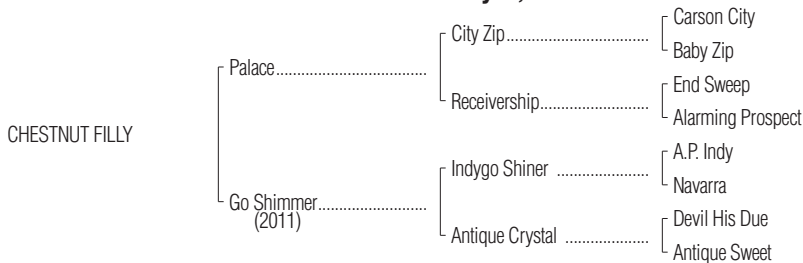 Carson City
City Zip
Baby Zip
Palace
End Sweep
Receivership
Alarming Prospect
CHESTNUT FILLY
A.P. Indy
Indygo Shiner
Navarra
Go Shimmer
(2011)
Devil His Due
Antique Crystal
Antique Sweet